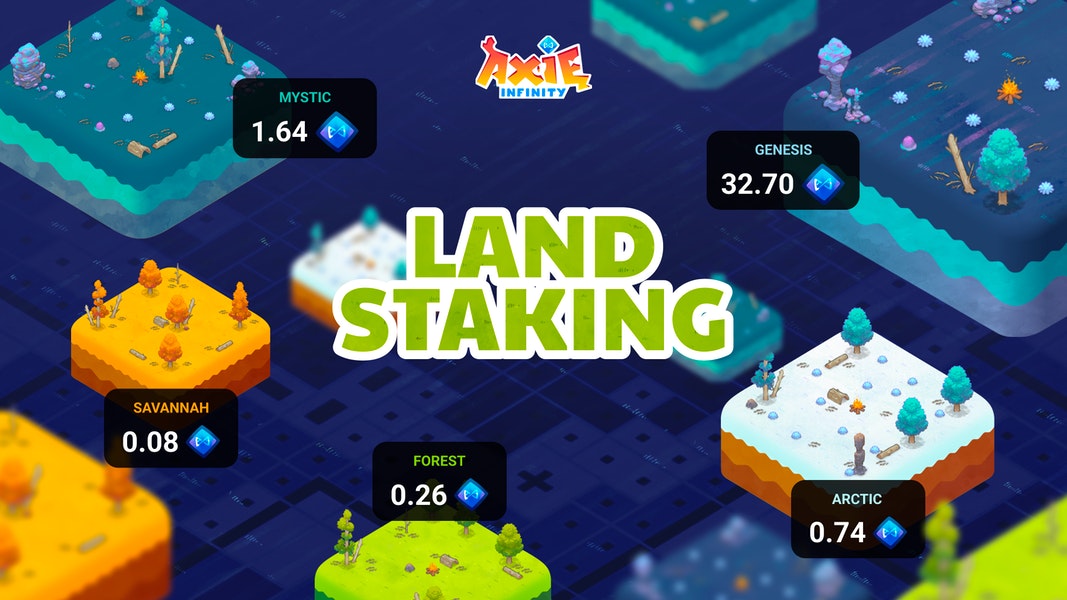 AXIE
INFINITY
MYSTIC
1.64
GENESIS
32.70
LAND
STAKING
SAVANNAH
0.08
FOREST
0.26
ARCTIC
0.74